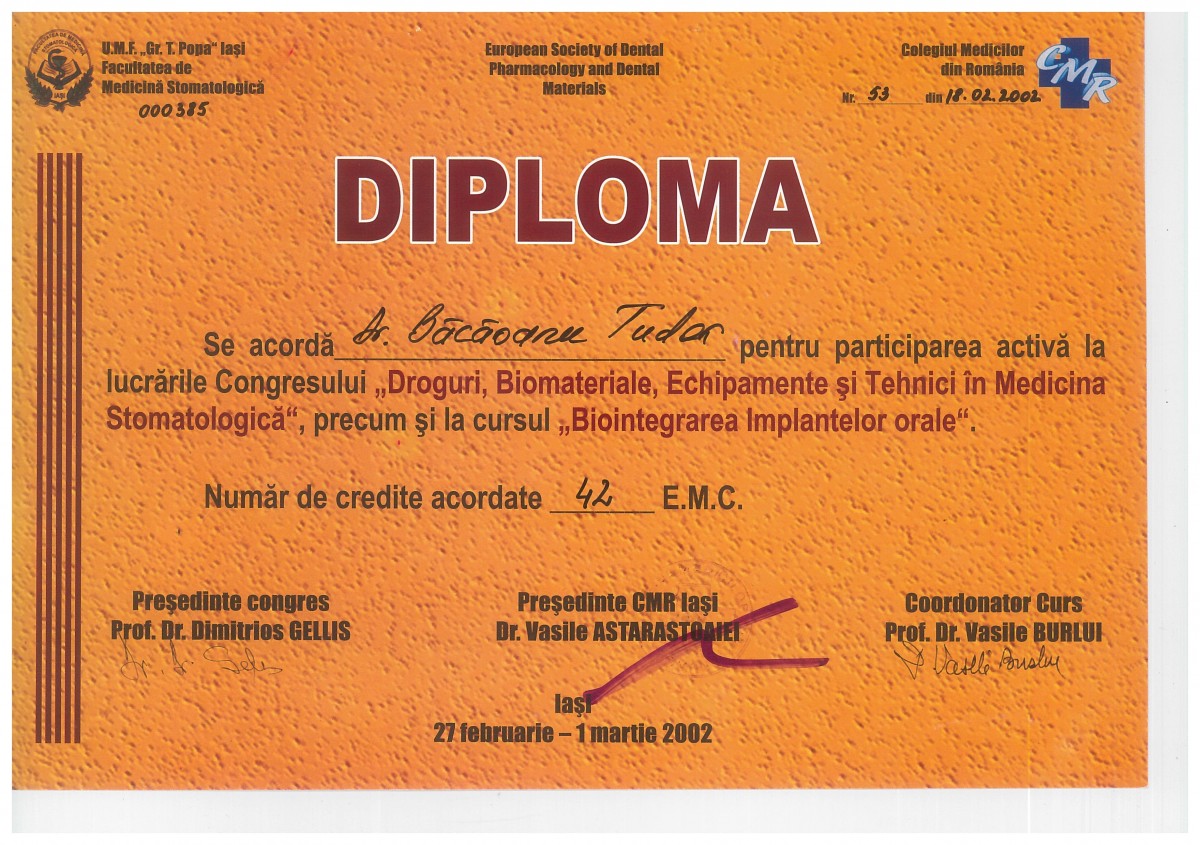 U.M.F. „Gr. T. Popa" Iaşi
Facultatea de
Medicină Stomatologică
000385
European Society of Dental
Pharmacology and Dental
Materials
Colegiul Medicilor
din România
Nr. 53 din 18.02.2002
CMR
DIPLOMA
Se acordă Dr. Băcăoanu Tudor pentru participarea activă la
lucrările Congresului „Droguri, Biomateriale, Echipamente şi Tehnici în Medicina
Stomatologică“, precum şi la cursul „Biointegrarea Implantelor orale“.
Număr de credite acordate 42 E.M.C.
Preşedinte congres
Prof. Dr. Dimitrios GELLIS
Preşedinte CMR Iaşi
Dr. Vasile ASTARASTOAIEI
Coordonator Curs
Prof. Dr. Vasile BURLUI
Iaşi
27 februarie – 1 martie 2002